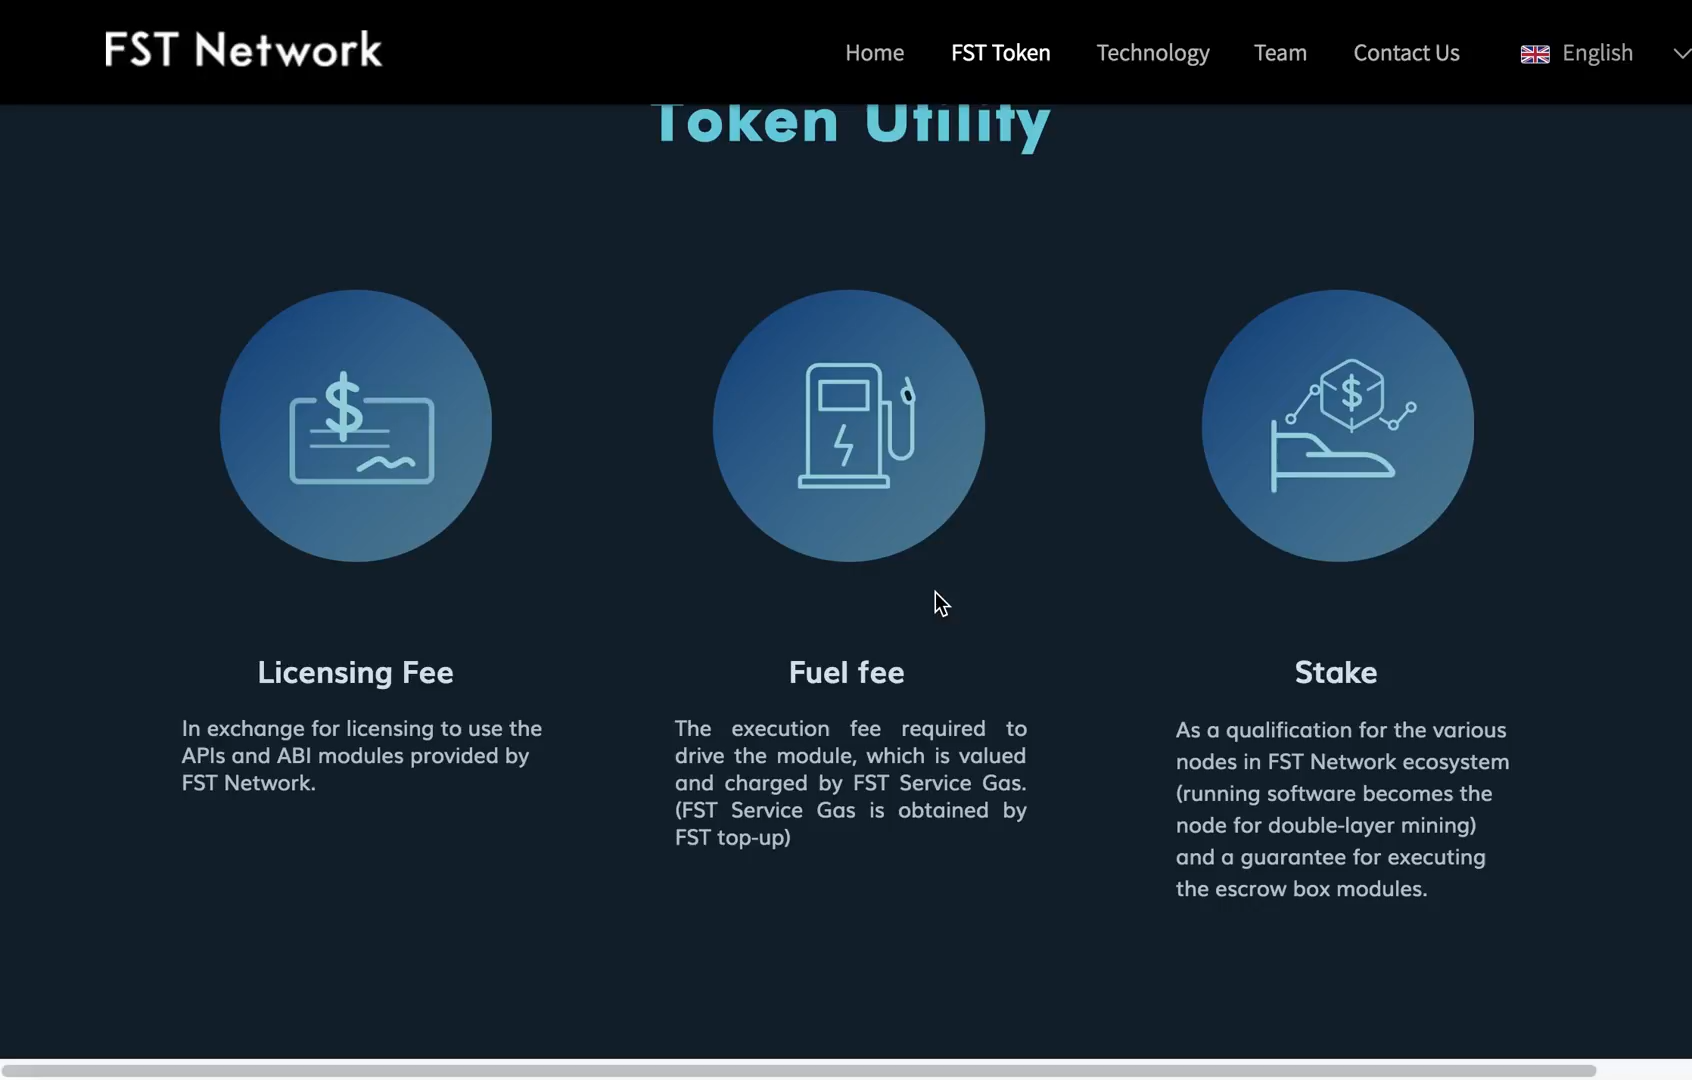 FST Network
Home
FST Token
Technology
Team
Contact Us
English
Token Utility
$
$
Licensing Fee
In exchange for licensing to use the
APIs and ABI modules provided by
FST Network.
Fuel fee
The execution fee required to
drive the module, which is valued
and charged by FST Service Gas.
(FST Service Gas is obtained by
FST top-up)
Stake
As a qualification for the various
nodes in FST Network ecosystem
(running software becomes the
node for double-layer mining)
and a guarantee for executing
the escrow box modules.